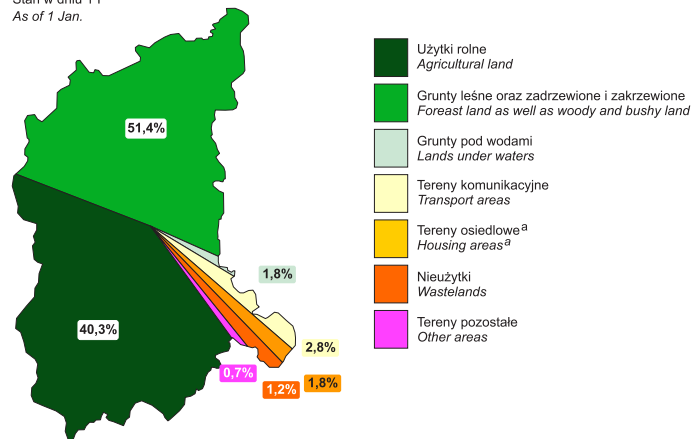 As of 1 Jan.
Użytki rolne
Agricultural land
Grunty leśne oraz zadrzewione i zakrzewione
Foreast land as well as woody and bushy land
Grunty pod wodami
Lands under waters
Tereny komunikacyjne
Transport areas
Tereny osiedlowe a
Housing areas a
Nieużytki
Wastelands
Tereny pozostałe
Other areas
51,4%
1,8%
40,3%
2,8%
0,7%
1,2%
1,8%